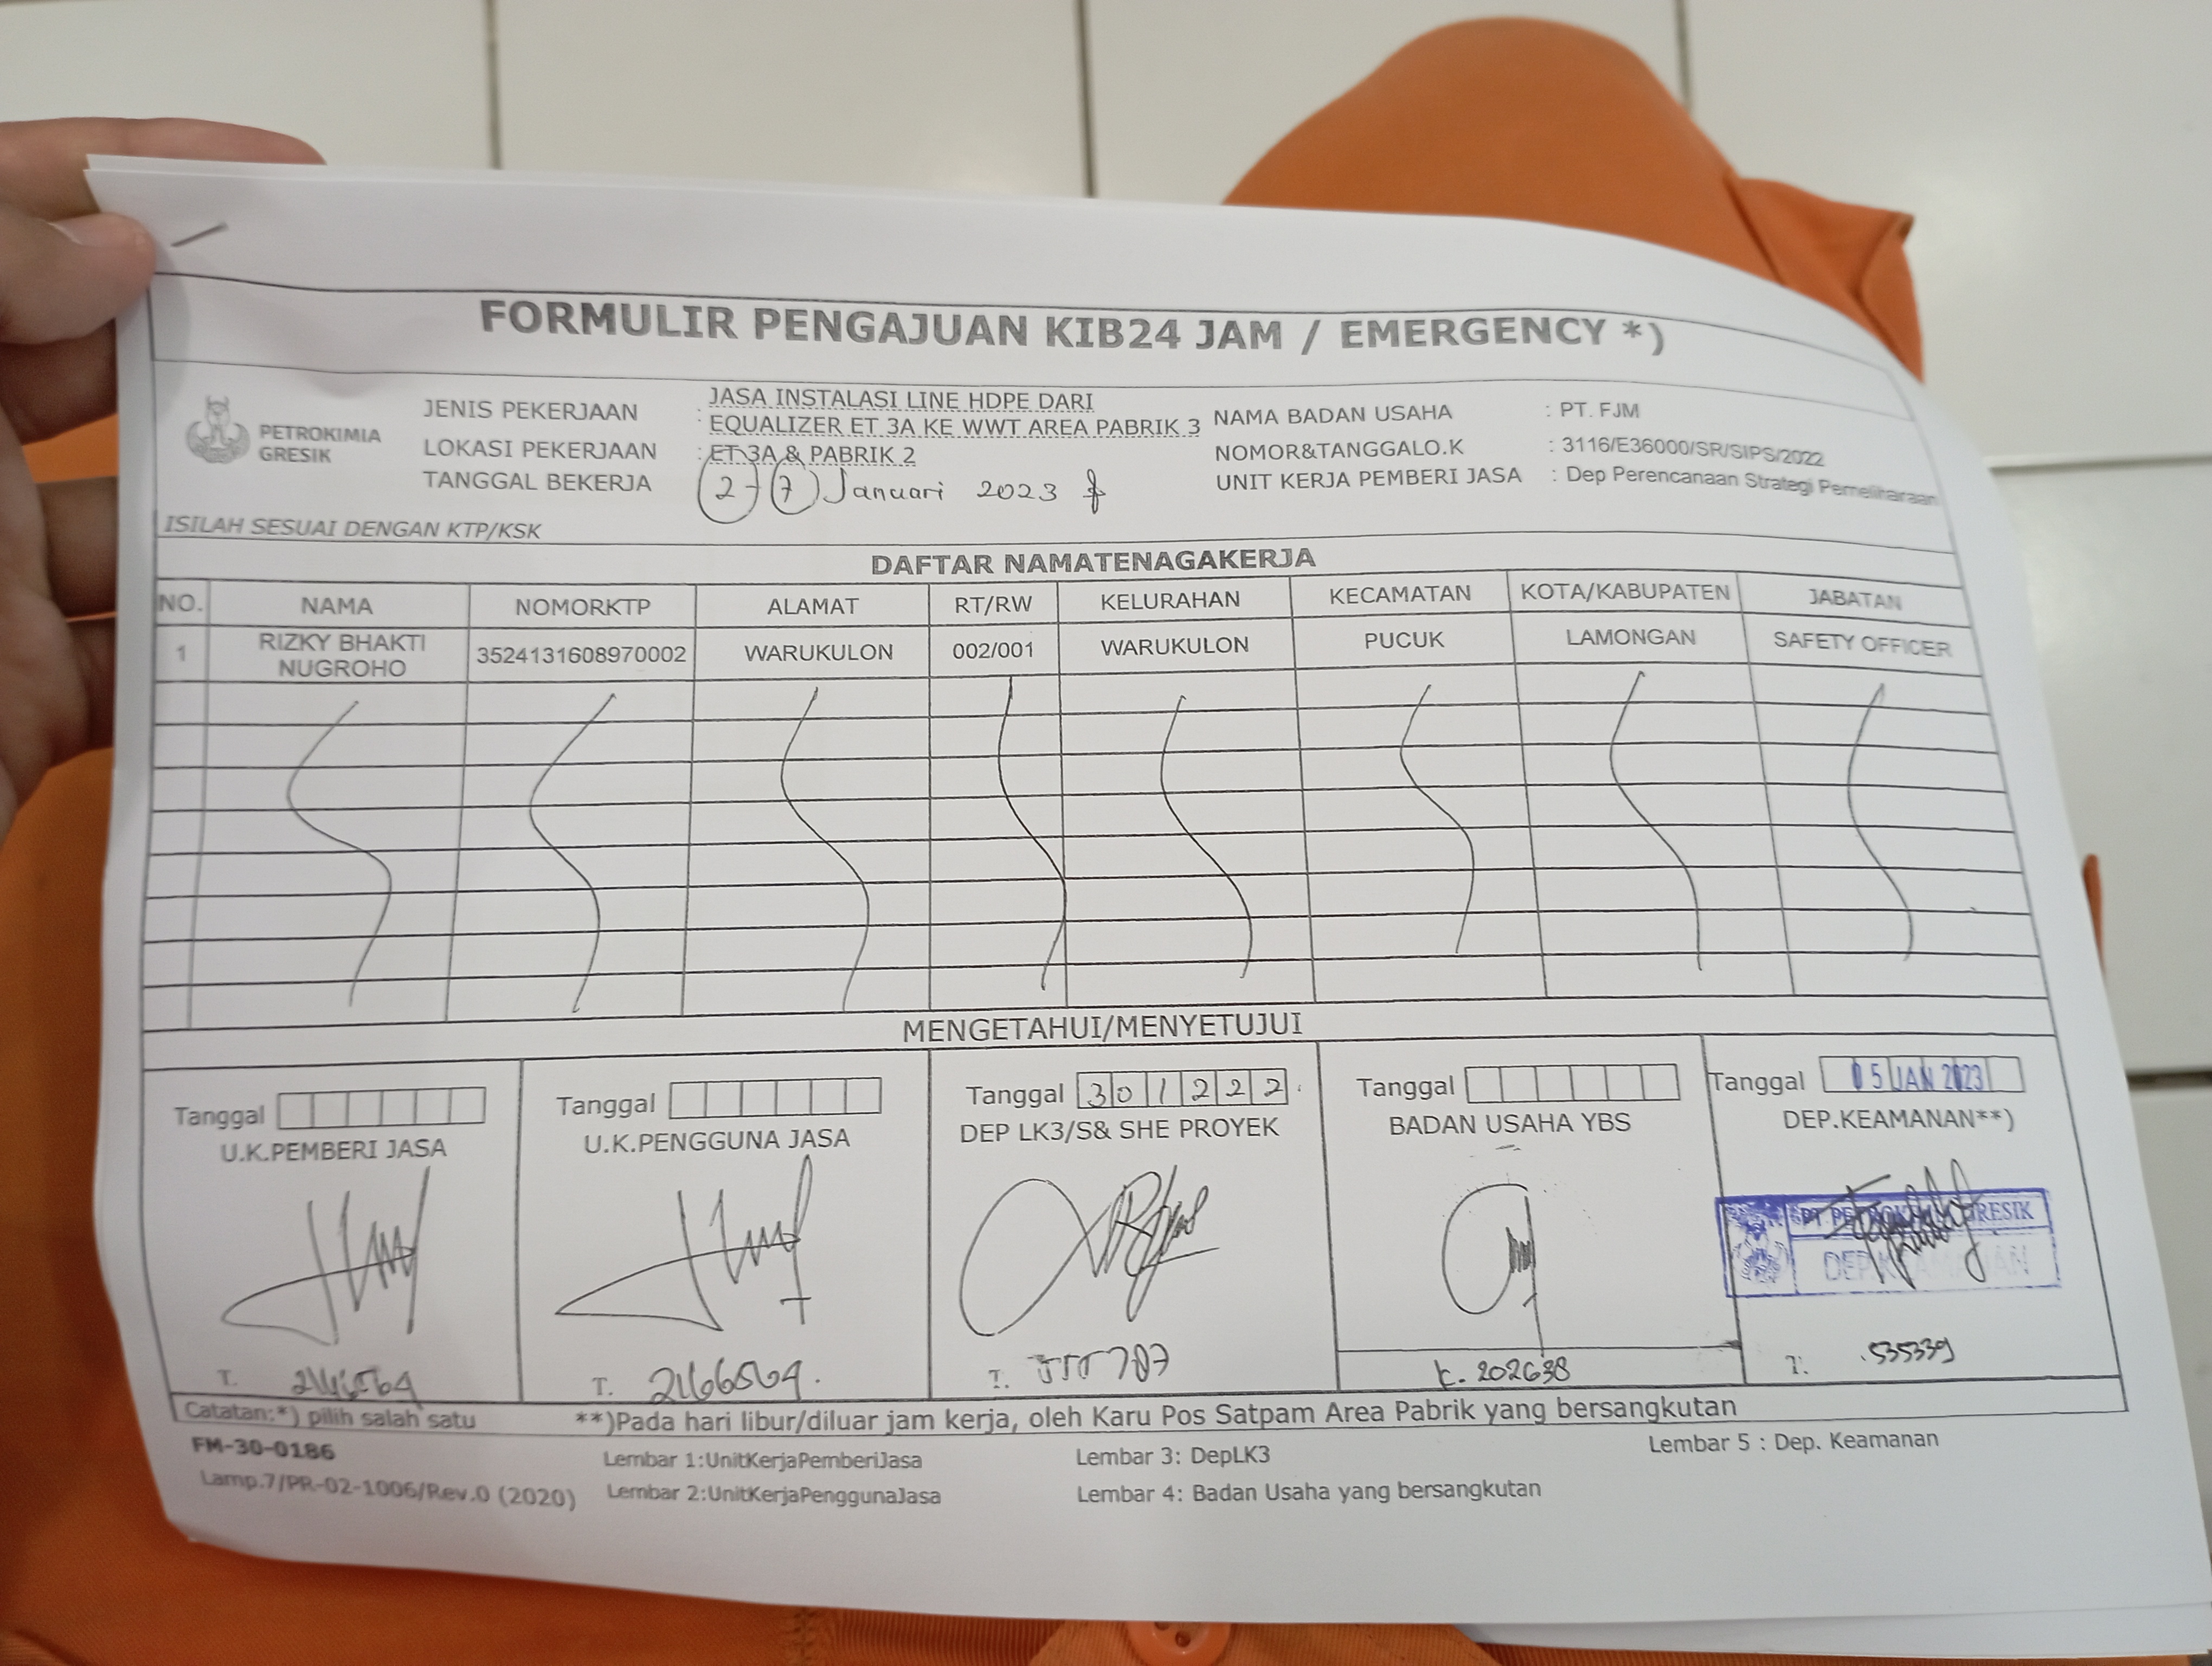 FORMULIR PENGAJUAN KIB24 JAM / EMERGENCY *)
PETROKIMIA
GRESIK
JENIS PEKERJAAN : JASA INSTALASI LINE HDPE DARI
EQUALIZER ET 3A KE WWT AREA PABRIK 3
LOKASI PEKERJAAN : ET-3A & PABRIK 2
TANGGAL BEKERJA 2 - 7 Januari 2023
NAMA BADAN USAHA : PT. FJM
NOMOR&TANGGALO.K : 3116/E36000/SR/SIPS/2022
UNIT KERJA PEMBERI JASA : Dep Perencanaan Strategi Pemeliharaan
ISILAH SESUAI DENGAN KTP/KSK
DAFTAR NAMATENAGAKERJA
NO. NAMA NOMORKTP ALAMAT RT/RW KELURAHAN KECAMATAN KOTA/KABUPATEN JABATAN
1 RIZKY BHAKTI NUGROHO 3524131608970002 WARUKULON 002/001 WARUKULON PUCUK LAMONGAN SAFETY OFFICER
MENGETAHUI/MENYETUJUI
Tanggal
U.K.PEMBERI JASA
T.
Tanggal
U.K.PENGGUNA JASA
T.
Tanggal 301222
DEP LK3/S& SHE PROYEK
T.
Tanggal
BADAN USAHA YBS
t. 202638
Tanggal 05 JAN 2023
DEP.KEAMANAN**)
PT PETROKIMIA GRESIK
DEP KEAMANAN
T.
Catatan:*) pilih salah satu **)Pada hari libur/diluar jam kerja, oleh Karu Pos Satpam Area Pabrik yang bersangkutan
FM-30-0186 Lembar 1:UnitKerjaPemberiJasa Lembar 3: DepLK3 Lembar 5 : Dep. Keamanan
Lamp.7/PR-02-1006/Rev.0 (2020) Lembar 2:UnitKerjaPenggunaJasa Lembar 4: Badan Usaha yang bersangkutan